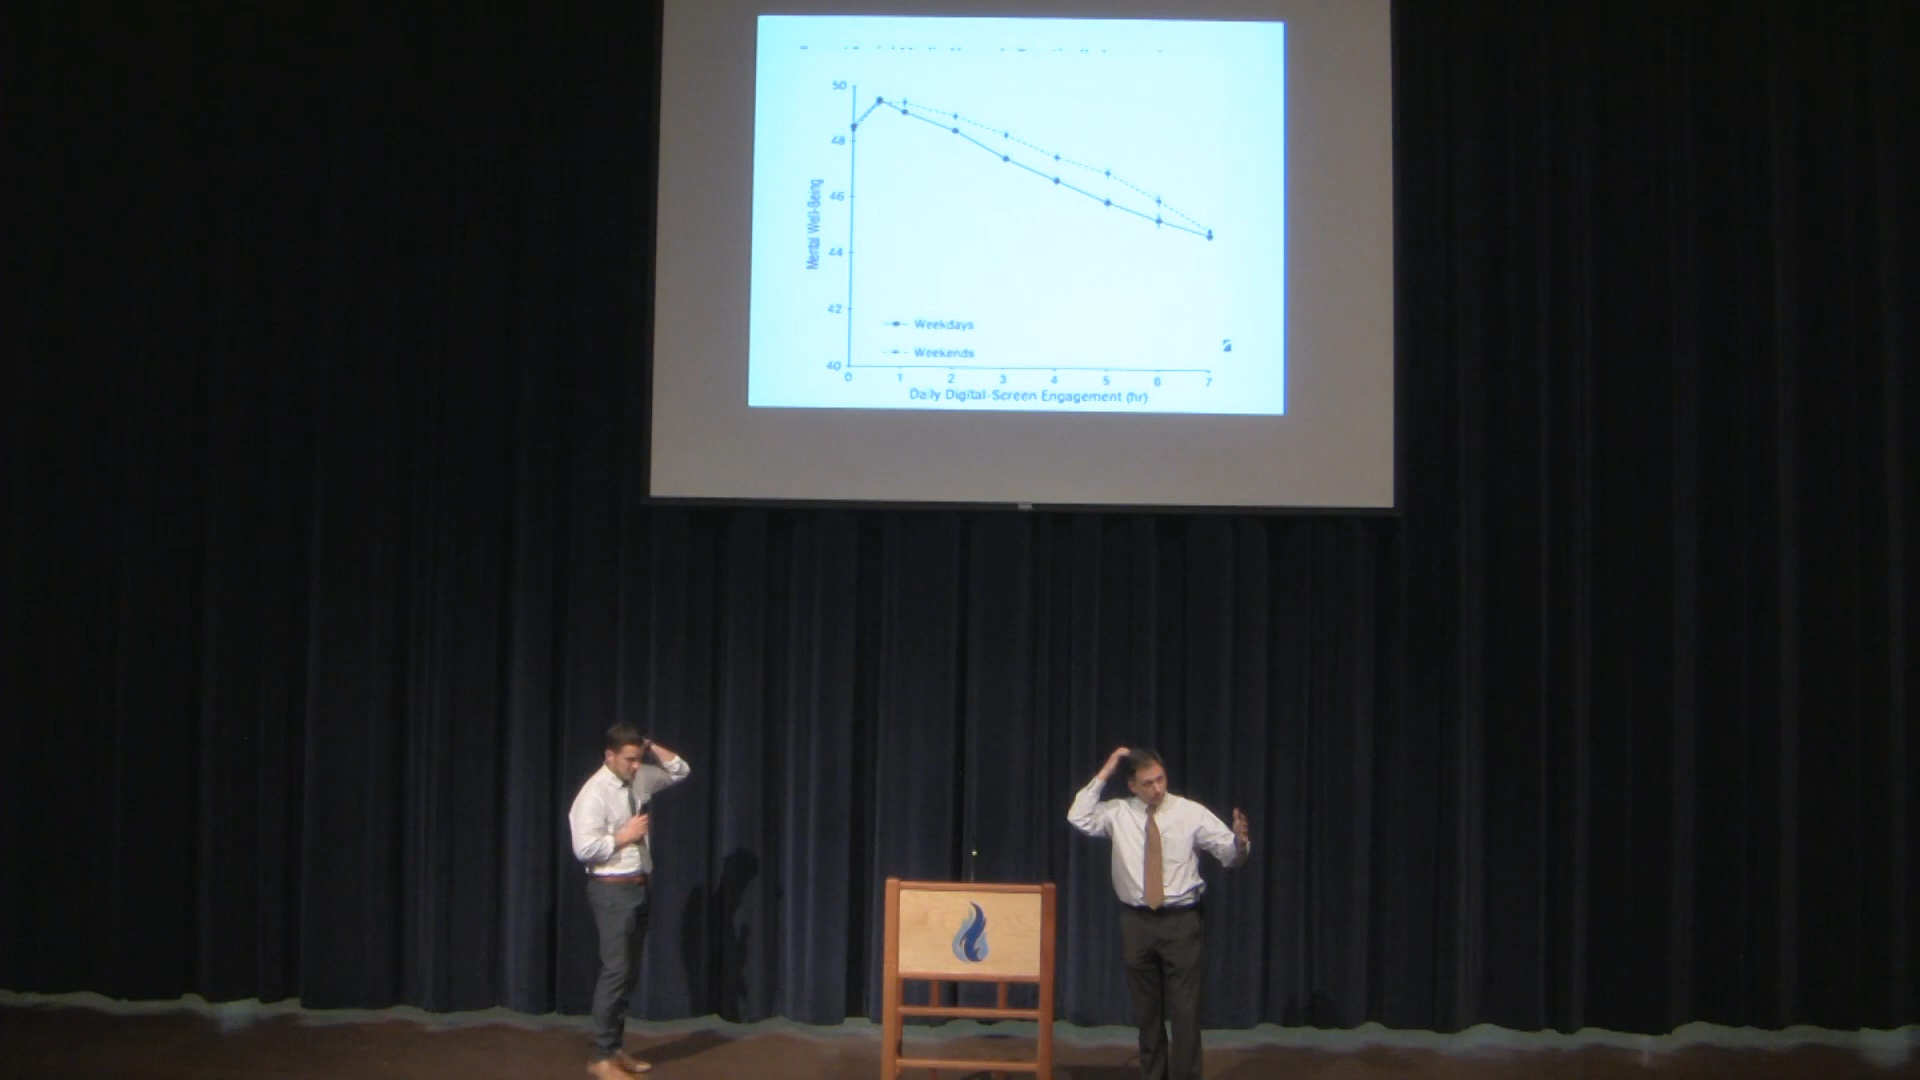 50
48
46
44
42
40
Mental Well-Being
Weekdays
Weekends
0 1 2 3 4 5 6 7
Daily Digital-Screen Engagement (hr)